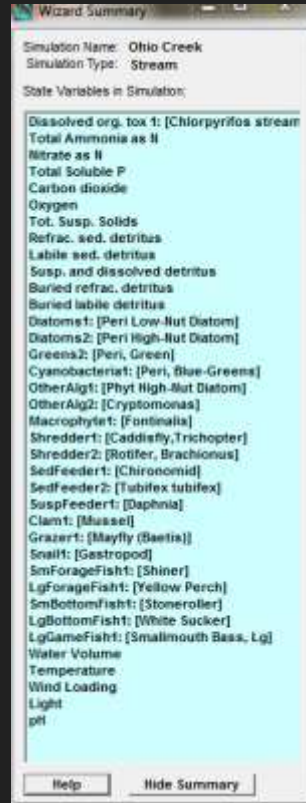 Wizard Summary
Simulation Name: Ohio Creek
Simulation Type: Stream
State Variables in Simulation:
Dissolved org. tox 1: [Chlorpyrifos stream
Total Ammonia as N
Nitrate as N
Total Soluble P
Carbon dioxide
Oxygen
Tot. Susp. Solids
Refrac. sed. detritus
Labile sed. detritus
Susp. and dissolved detritus
Buried refrac. detritus
Buried labile detritus
Diatoms1: [Peri Low-Nut Diatom]
Diatoms2: [Peri High-Nut Diatom]
Greens2: [Peri, Green]
Cyanobacteria1: [Peri, Blue-Greens]
OtherAlg1: [Phyt High-Nut Diatom]
OtherAlg2: [Cryptomonas]
Macrophyte1: [Fontinalis]
Shredder1: [Caddisfly,Trichopter]
Shredder2: [Rotifer, Brachionus]
SedFeeder1: [Chironomid]
SedFeeder2: [Tubifex tubifex]
SuspFeeder1: [Daphnia]
Clam1: [Mussel]
Grazer1: [Mayfly (Baetis)]
Snail1: [Gastropod]
SmForageFish1: [Shiner]
LgForageFish1: [Yellow Perch]
SmBottomFish1: [Stoneroller]
LgBottomFish1: [White Sucker]
LgGameFish1: [Smallmouth Bass, Lg]
Water Volume
Temperature
Wind Loading
Light
pH
Help Hide Summary